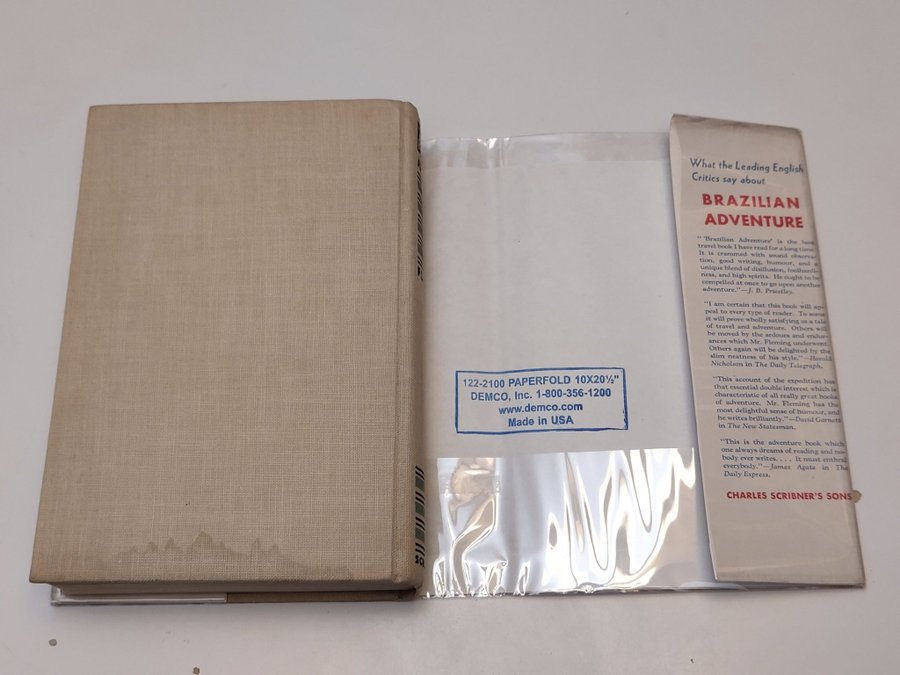 122-2100 PAPERFOLD 10X20½"
DEMCO, Inc. 1-800-356-1200
www.demco.com
Made in USA
What the Leading English
Critics say about
BRAZILIAN
ADVENTURE
"'Brazilian Adventure' is the best
travel book I have read for a long time.
It is crammed with sound observa-
tion, good writing, humour, and a
unique blend of disillusion, foolhardi-
ness, and high spirits. He ought to be
compelled at once to go upon another
adventure."—J. B. Priestley.
"I am certain that this book will ap-
peal to every type of reader. To some
it will prove wholly satisfying as a tale
of travel and adventure. Others will
be moved by the ardours and endur-
ances which Mr. Fleming underwent.
Others again will be delighted by the
slim neatness of his style."—Harold
Nicholson in The Daily Telegraph.
"This account of the expedition has
that essential double interest which is
characteristic of all really great books
of adventure. Mr. Fleming has the
most delightful sense of humour, and
he writes brilliantly."—David Garnett
in The New Statesman.
"This is the adventure book which
one always dreams of reading and no-
body ever writes. . . . It must enthral
everybody."—James Agate in The
Daily Express.
CHARLES SCRIBNER'S SONS